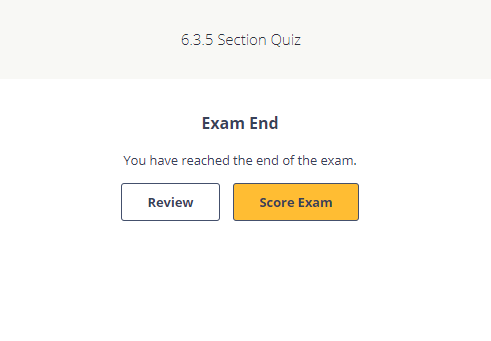 6.3.5 Section Quiz
Exam End
You have reached the end of the exam.
Review
Score Exam